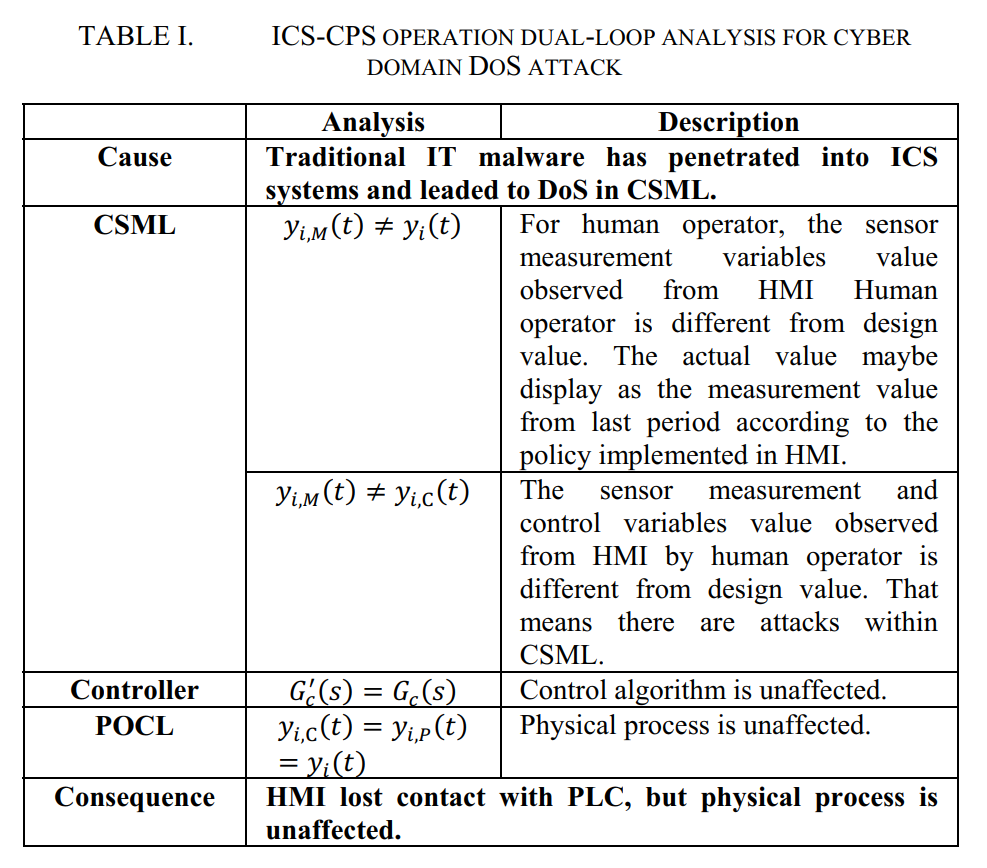 TABLE I. ICS-CPS OPERATION DUAL-LOOP ANALYSIS FOR CYBER
DOMAIN DOS ATTACK
Analysis Description
Cause
Traditional IT malware has penetrated into ICS
systems and leaded to DoS in CSML.
CSML
y_{i,M}(t) ≠ y_i(t)
For human operator, the sensor
measurement variables value
observed from HMI Human
operator is different from design
value. The actual value maybe
display as the measurement value
from last period according to the
policy implemented in HMI.
y_{i,M}(t) ≠ y_{i,C}(t)
The sensor measurement and
control variables value observed
from HMI by human operator is
different from design value. That
means there are attacks within
CSML.
Controller G_c′(s) = G_c(s) Control algorithm is unaffected.
POCL
y_{i,C}(t) = y_{i,P}(t)
= y_i(t)
Physical process is unaffected.
Consequence
HMI lost contact with PLC, but physical process is
unaffected.